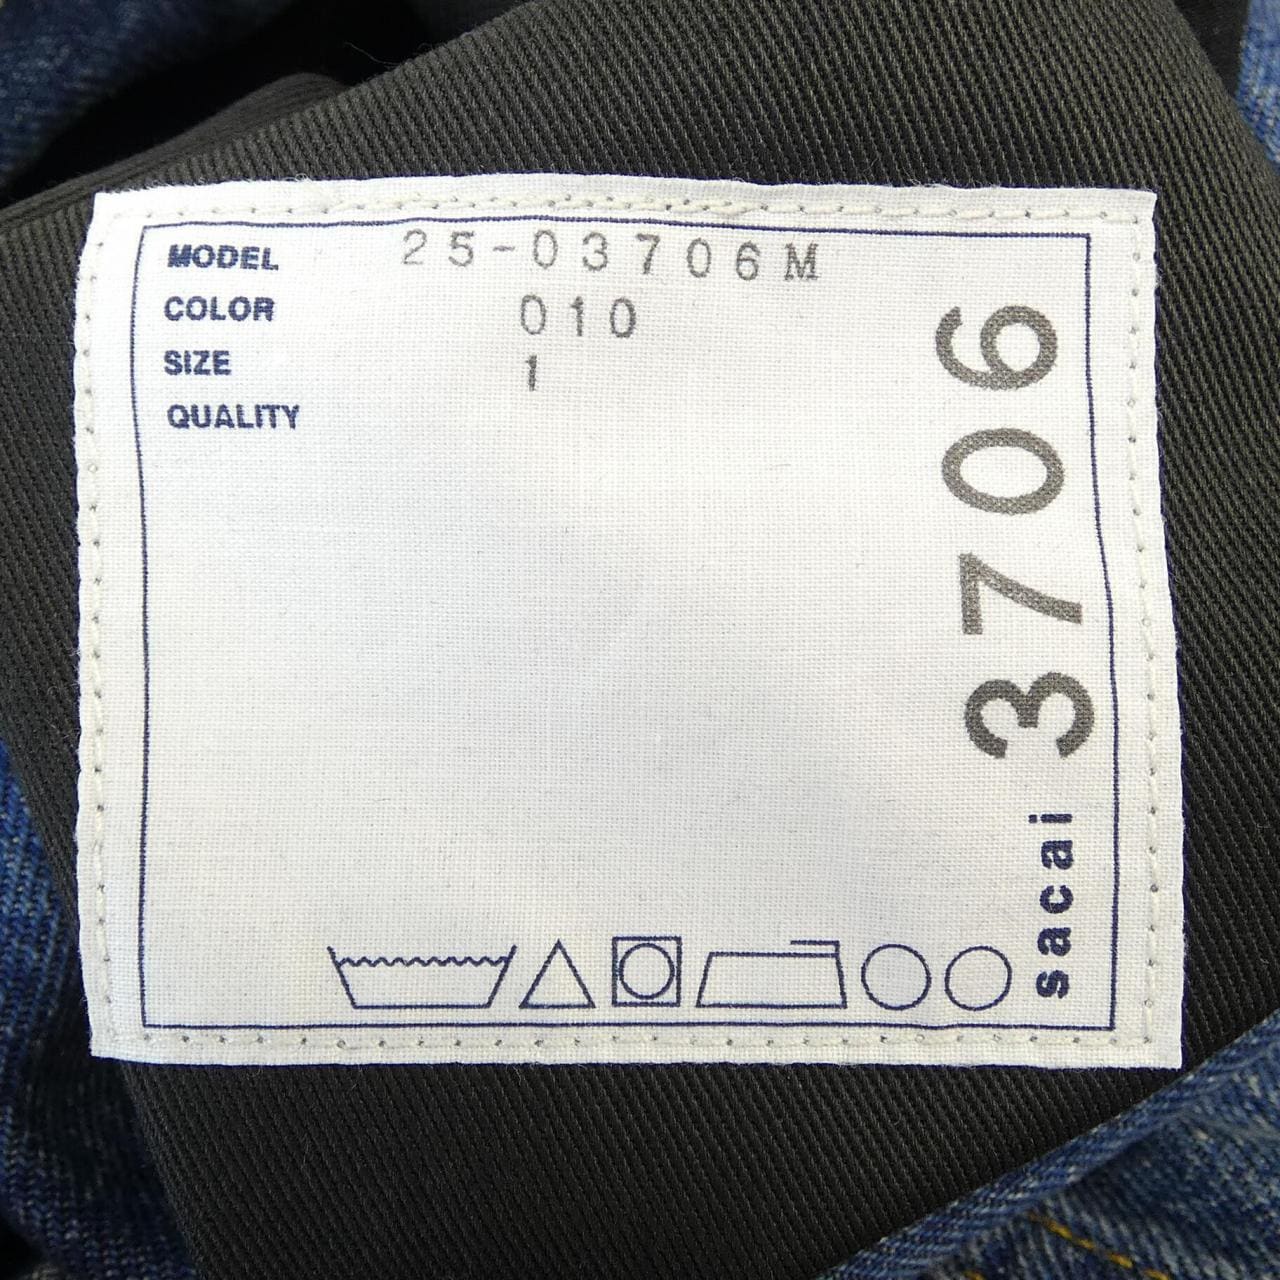 MODEL 25-03706M
COLOR 010
SIZE 1
QUALITY
sacai 3706